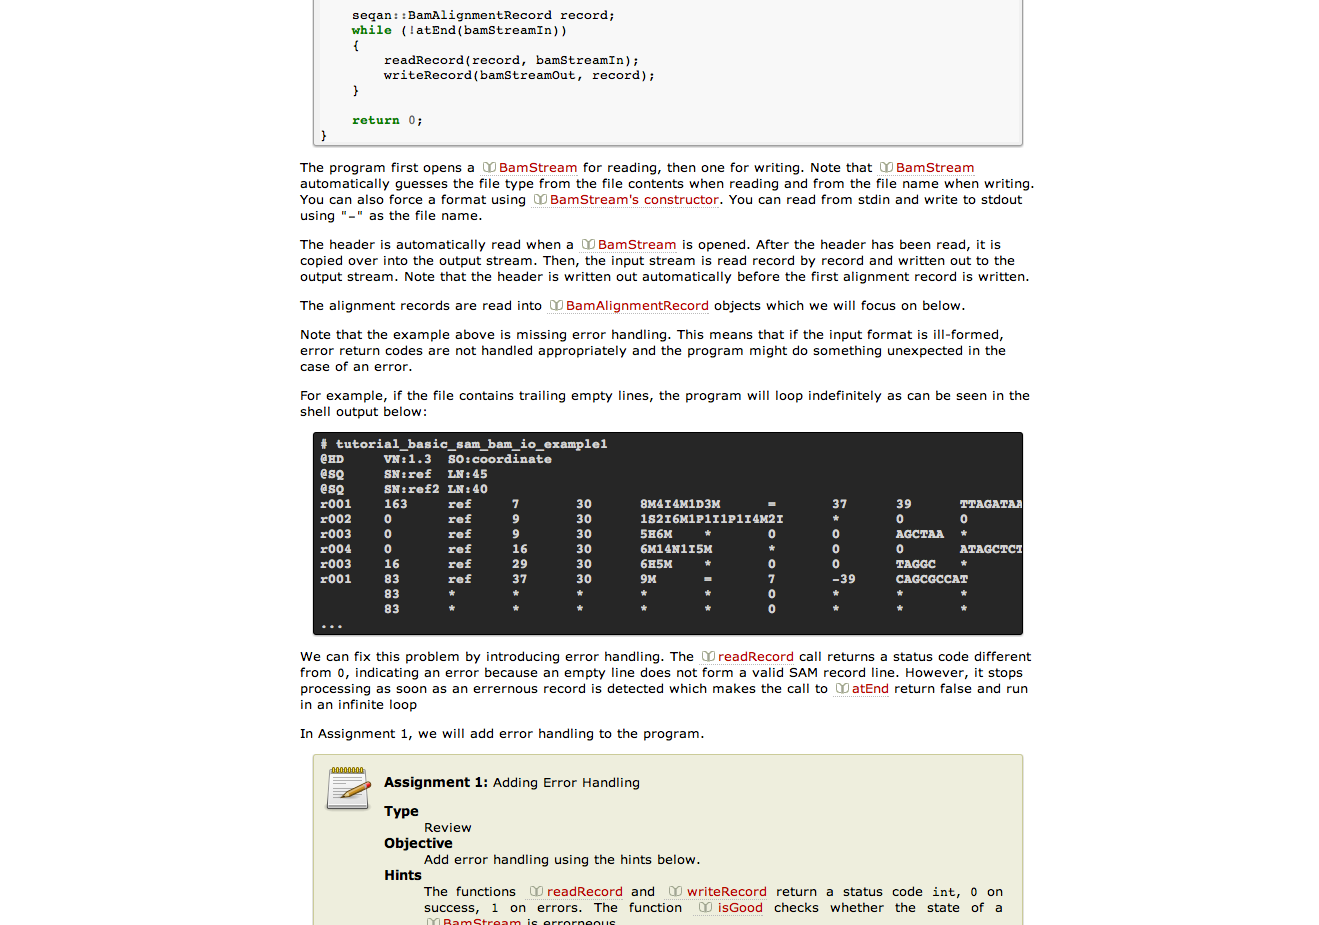 seqan::BamAlignmentRecord record;
while (!atEnd(bamStreamIn))
{
readRecord(record, bamStreamIn);
writeRecord(bamStreamOut, record);
}
return 0;
}
The program first opens a BamStream for reading, then one for writing. Note that BamStream
automatically guesses the file type from the file contents when reading and from the file name when writing.
You can also force a format using BamStream's constructor. You can read from stdin and write to stdout
using "-" as the file name.
The header is automatically read when a BamStream is opened. After the header has been read, it is
copied over into the output stream. Then, the input stream is read record by record and written out to the
output stream. Note that the header is written out automatically before the first alignment record is written.
The alignment records are read into BamAlignmentRecord objects which we will focus on below.
Note that the example above is missing error handling. This means that if the input format is ill-formed,
error return codes are not handled appropriately and the program might do something unexpected in the
case of an error.
For example, if the file contains trailing empty lines, the program will loop indefinitely as can be seen in the
shell output below:
# tutorial_basic_sam_bam_io_example1
@HD VN:1.3 SO:coordinate
@SQ SN:ref LN:45
@SQ SN:ref2 LN:40
r001 163 ref 7 30 8M4I4M1D3M = 37 39 TTAGATAA
r002 0 ref 9 30 1S2I6M1P1I1P1I4M2I * 0 0
r003 0 ref 9 30 5H6M * 0 0 AGCTAA *
r004 0 ref 16 30 6M14N1I5M * 0 0 ATAGCTCT
r003 16 ref 29 30 6H5M * 0 0 TAGGC *
r001 83 ref 37 30 9M = 7 -39 CAGCGCCAT
83 * * * * * 0 * * *
83 * * * * * 0 * * *
...
We can fix this problem by introducing error handling. The readRecord call returns a status code different
from 0, indicating an error because an empty line does not form a valid SAM record line. However, it stops
processing as soon as an errernous record is detected which makes the call to atEnd return false and run
in an infinite loop
In Assignment 1, we will add error handling to the program.
Assignment 1: Adding Error Handling
Type
Review
Objective
Add error handling using the hints below.
Hints
The functions readRecord and writeRecord return a status code int, 0 on
success, 1 on errors. The function isGood checks whether the state of a
BamStream is errorneous.